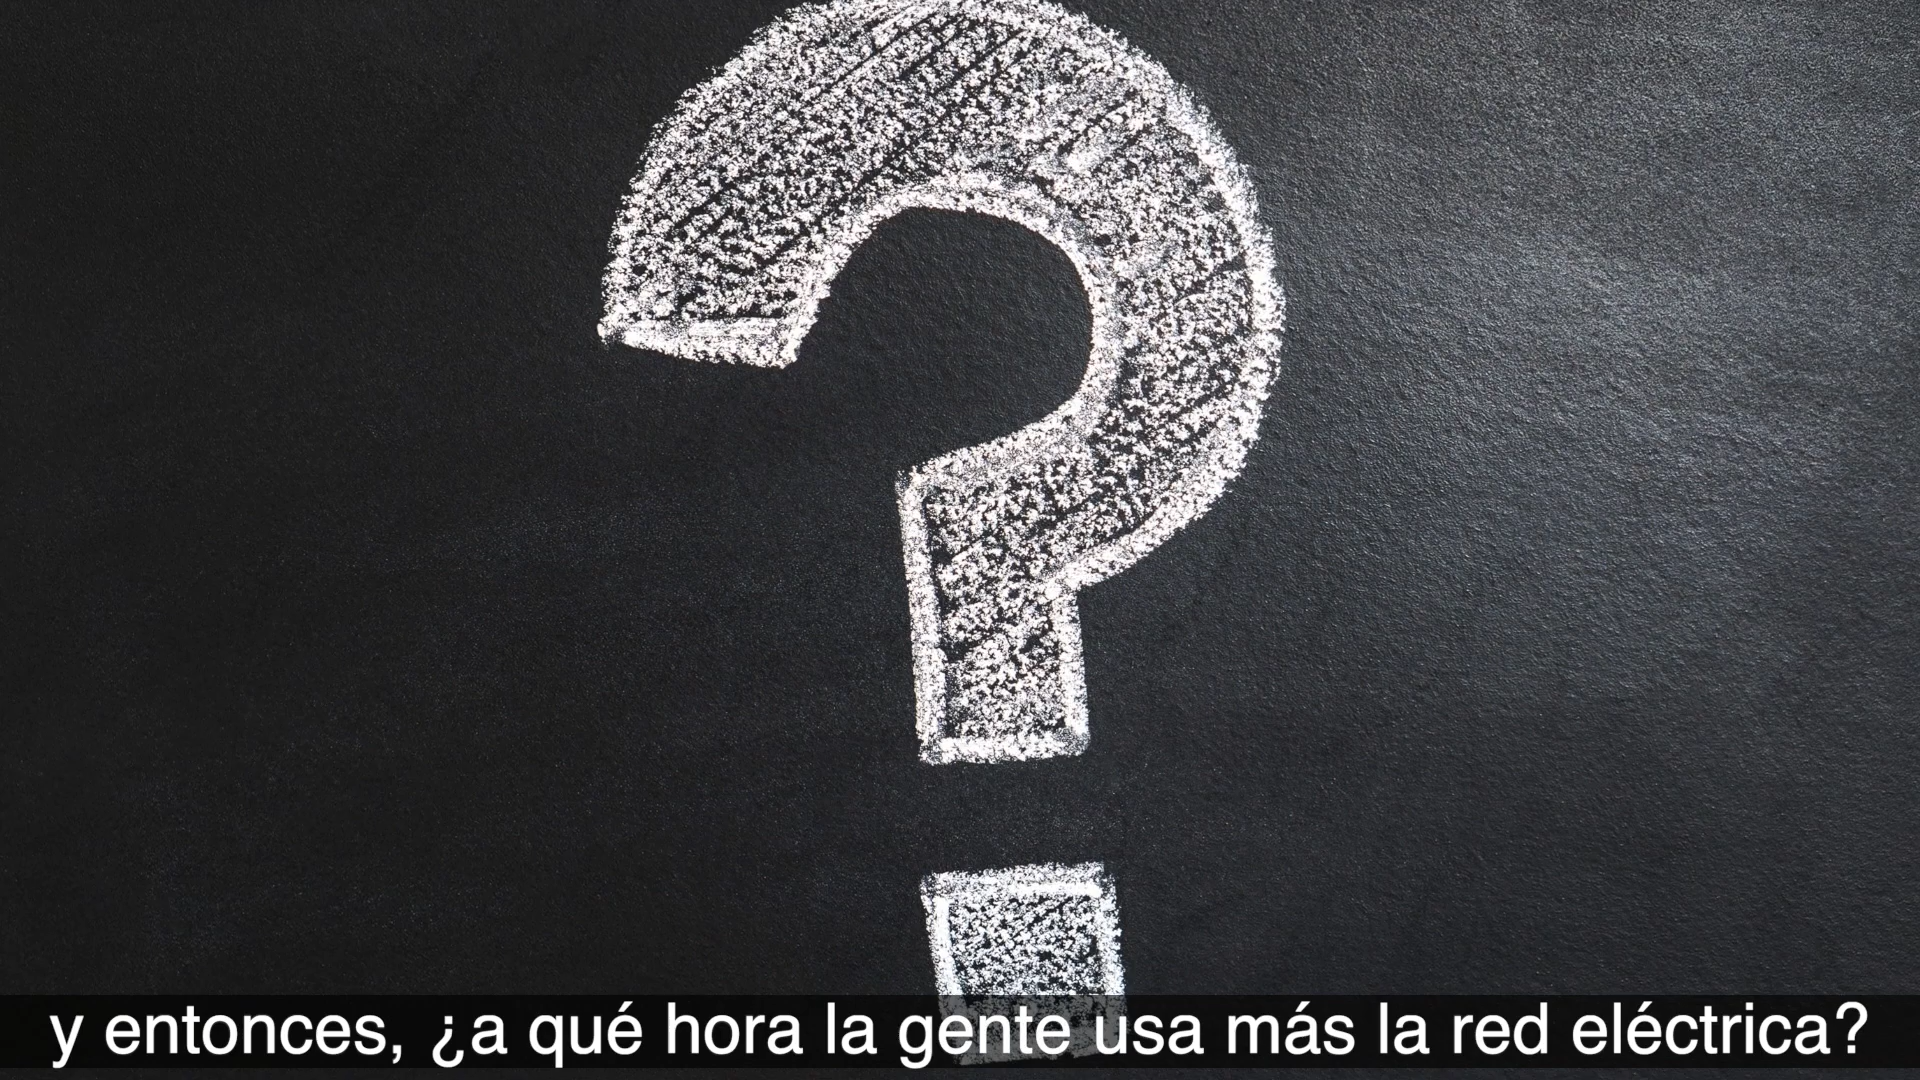 y entonces, ¿a qué hora la gente usa más la red eléctrica?